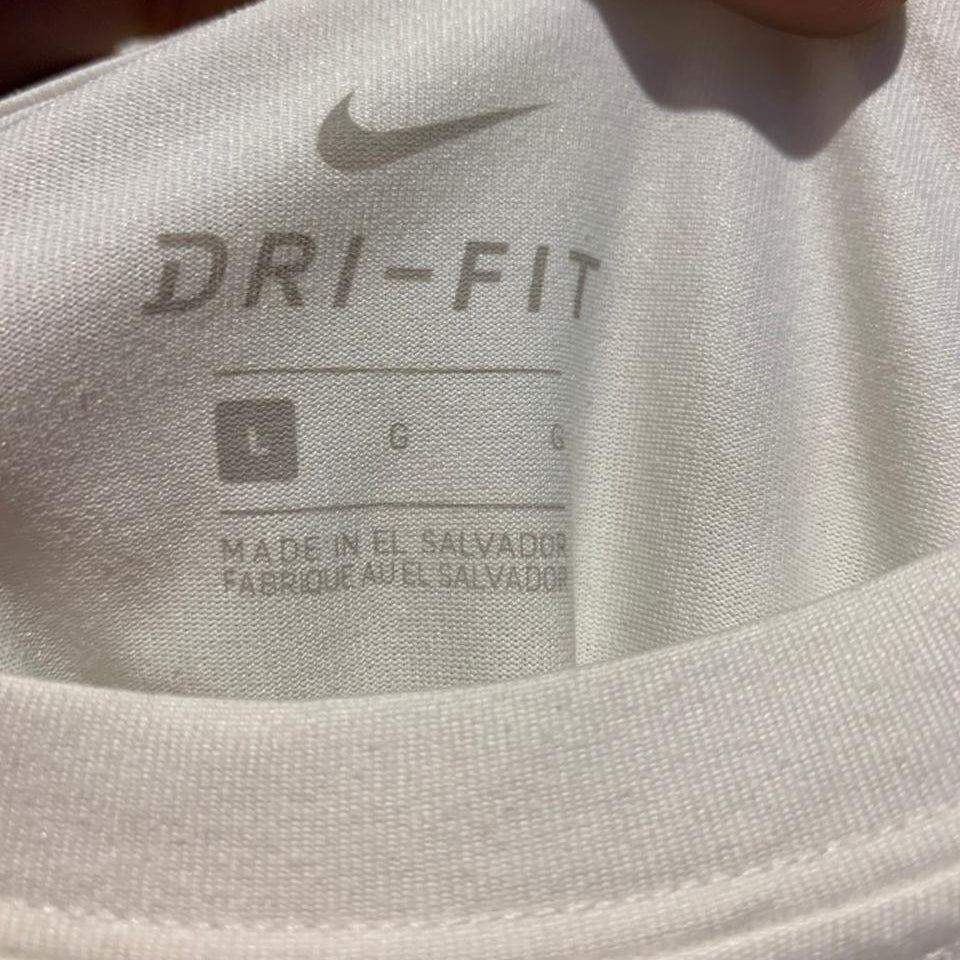 DRI-FIT
L G G
MADE IN EL SALVADOR
FABRIQUE AU EL SALVADOR